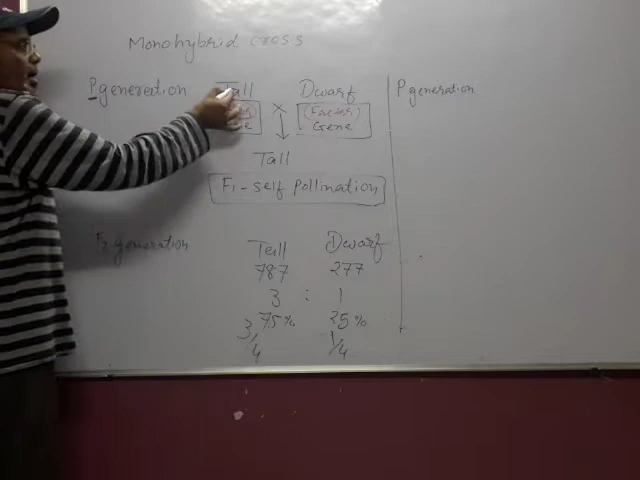 Monohybrid cross
P generation Tall × Dwarf
(Factor)
Gene
Tall
F1 - self pollination
F2 generation Tall Dwarf
787 277
3 : 1
75% 25%
3/4 1/4
P generation